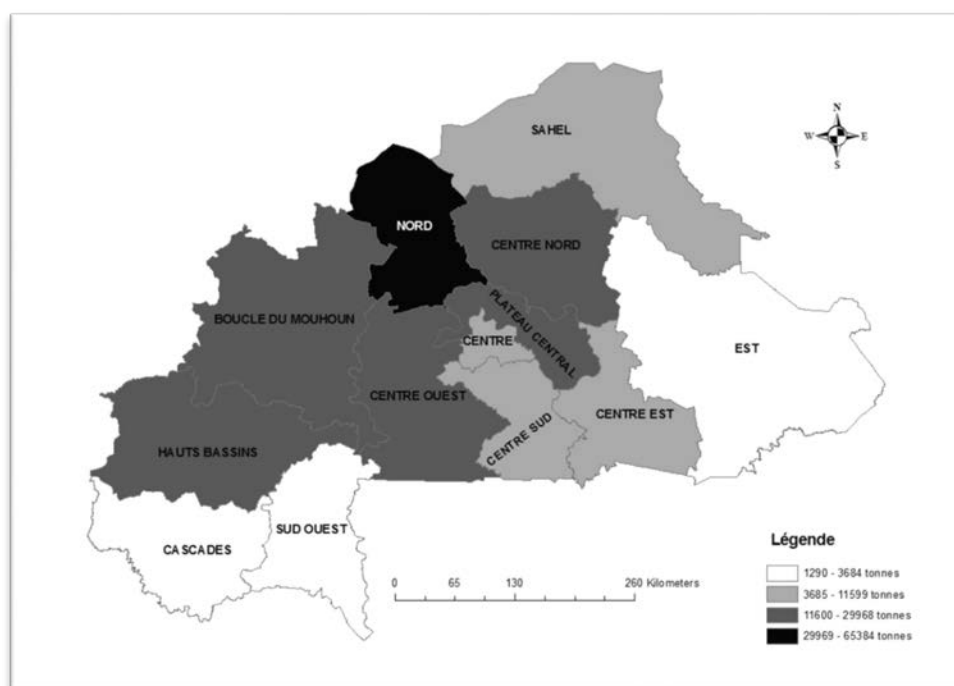 SAHEL
N
W E
S
NORD
CENTRE NORD
BOUCLE DU MOUHOUN
PLATEAU CENTRAL
CENTRE
EST
CENTRE OUEST
CENTRE EST
CENTRE SUD
HAUTS BASSINS
SUD OUEST
CASCADES
Légende
1290 - 3684 tonnes
3685 - 11599 tonnes
11600 - 29968 tonnes
29969 - 65384 tonnes
0 65 130 260 Kilometers